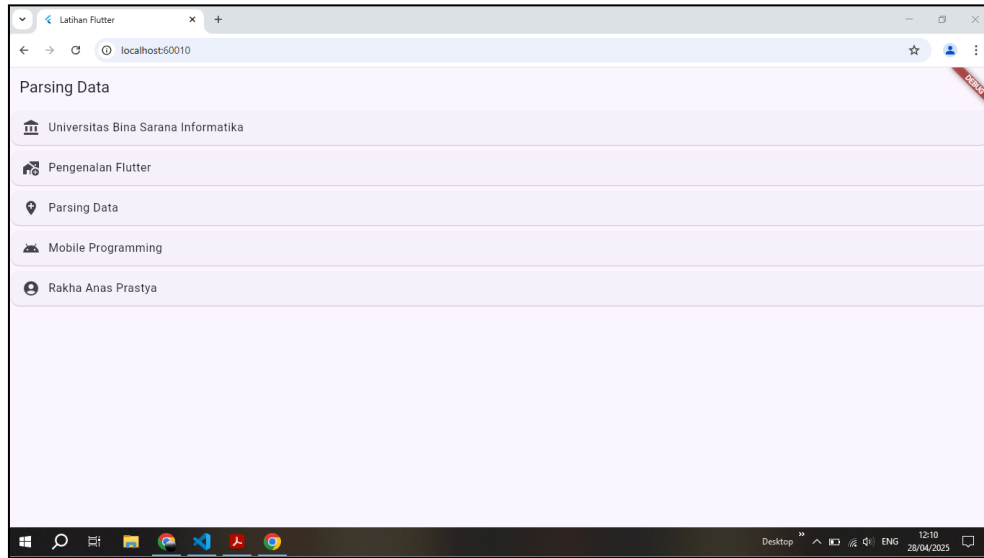 Latihan Flutter
localhost:60010
Parsing Data
DEBUG
Universitas Bina Sarana Informatika
Pengenalan Flutter
Parsing Data
Mobile Programming
Rakha Anas Prastya
Desktop » ENG 12:10
28/04/2025